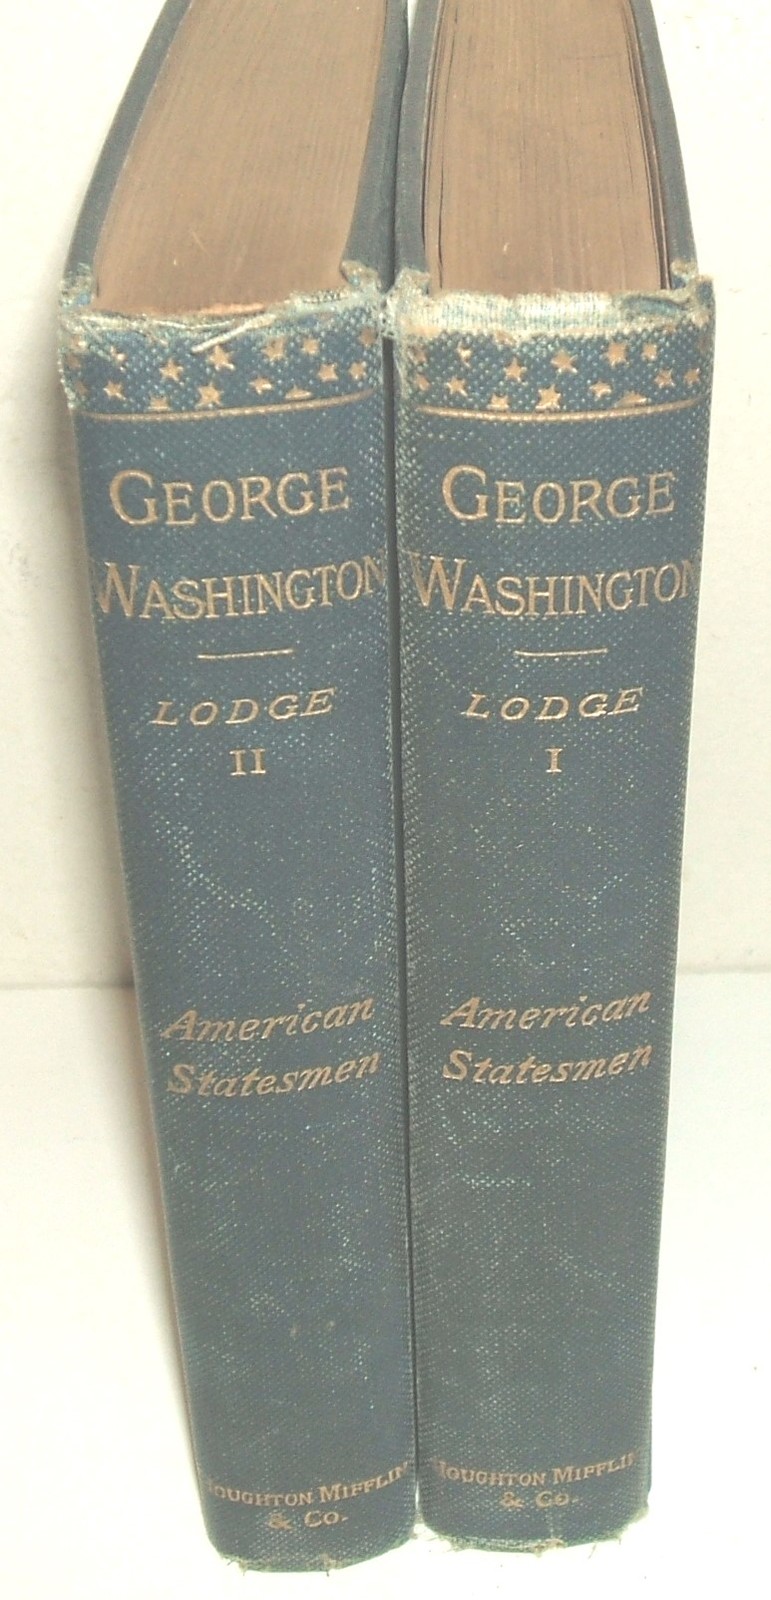 GEORGE
WASHINGTON
LODGE
II
American
Statesmen
HOUGHTON MIFFLIN
& Co.
GEORGE
WASHINGTON
LODGE
I
American
Statesmen
HOUGHTON MIFFLIN
& Co.